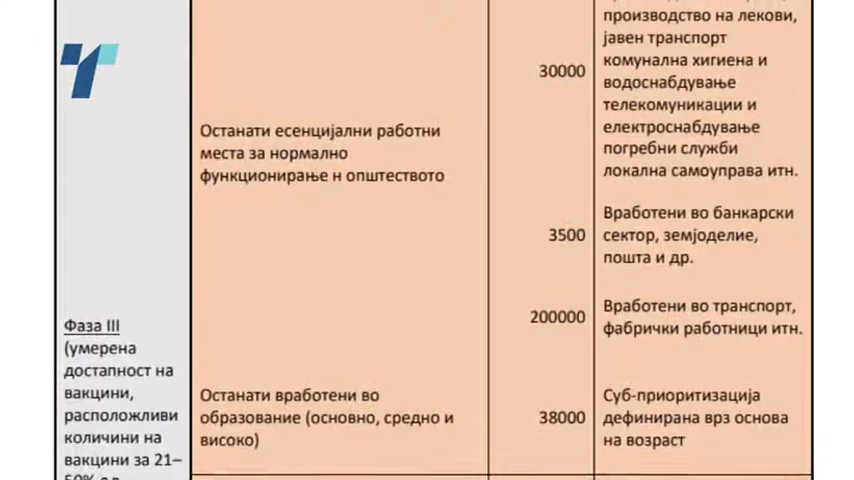 производство на лекови,
јавен транспорт
30000
комунална хигиена и
водоснабдување
телекомуникации и
електроснабдување
погребни служби
локална самоуправа итн.
Останати есенцијални работни
места за нормално
функционирање н општеството
3500
Вработени во банкарски
сектор, земјоделие,
пошта и др.
200000
Вработени во транспорт,
фабрички работници итн.
Фаза III
(умерена
достапност на
вакцини,
расположливи
количини на
вакцини за 21–
Останати вработени во
образование (основно, средно и
високо)
38000
Суб-приоритизација
дефинирана врз основа
на возраст